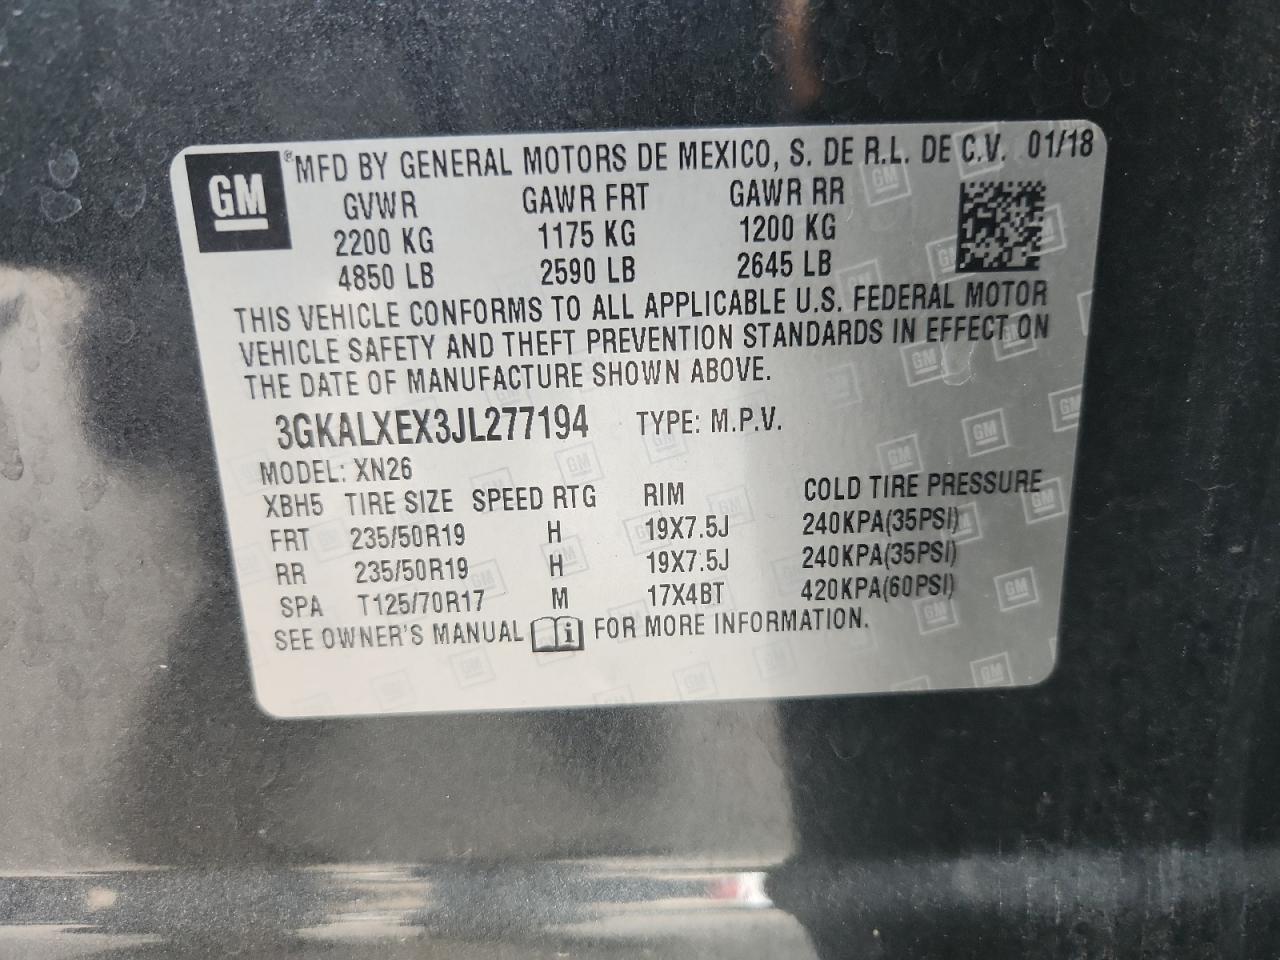 GM ® MFD BY GENERAL MOTORS DE MEXICO, S. DE R.L. DE C.V. 01/18
GVWR GAWR FRT GAWR RR
2200 KG 1175 KG 1200 KG
4850 LB 2590 LB 2645 LB
THIS VEHICLE CONFORMS TO ALL APPLICABLE U.S. FEDERAL MOTOR
VEHICLE SAFETY AND THEFT PREVENTION STANDARDS IN EFFECT ON
THE DATE OF MANUFACTURE SHOWN ABOVE.
3GKALXEX3JL277194 TYPE: M.P.V.
MODEL: XN26
XBH5 TIRE SIZE SPEED RTG RIM COLD TIRE PRESSURE
FRT 235/50R19 H 19X7.5J 240KPA(35PSI)
RR 235/50R19 H 19X7.5J 240KPA(35PSI)
SPA T125/70R17 M 17X4BT 420KPA(60PSI)
SEE OWNER'S MANUAL i FOR MORE INFORMATION.